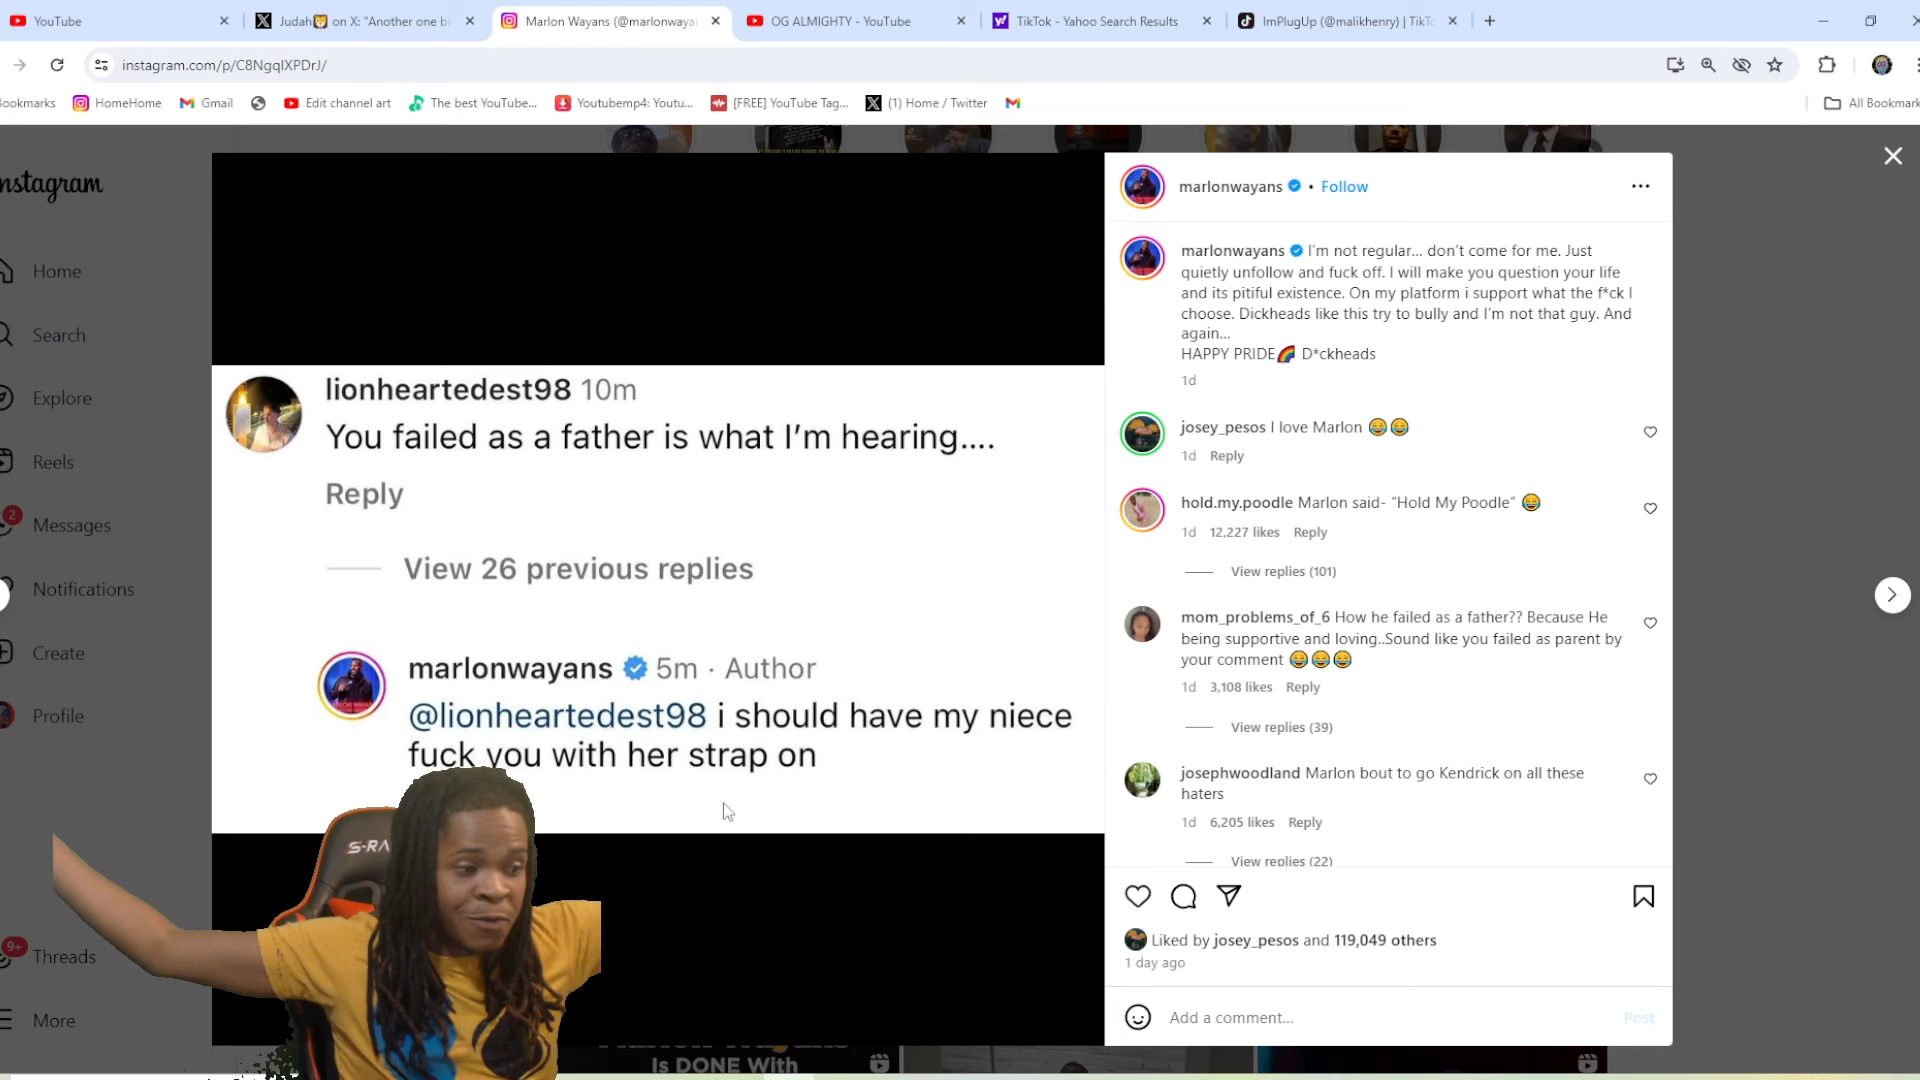 YouTube
Judah🦁 on X: "Another one bi
Marlon Wayans (@marlonwaya
OG ALMIGHTY - YouTube
TikTok - Yahoo Search Results
ImPlugUp (@malikhenry) | TikTo
instagram.com/p/C8NgqlXPDrJ/
ookmarks
HomeHome
Gmail
Edit channel art
The best YouTube...
Youtubemp4: Youtu...
[FREE] YouTube Tag...
(1) Home / Twitter
All Bookmark
nstagram
Home
Search
Explore
Reels
2
Messages
Notifications
Create
Profile
9+
Threads
More
lionheartedest98 10m
You failed as a father is what I'm hearing....
Reply
View 26 previous replies
marlonwayans 5m · Author
@lionheartedest98 i should have my niece
fuck you with her strap on
S-RA
marlonwayans • Follow
marlonwayans I'm not regular... don't come for me. Just
quietly unfollow and fuck off. I will make you question your life
and its pitiful existence. On my platform i support what the f*ck I
choose. Dickheads like this try to bully and I'm not that guy. And
again...
HAPPY PRIDE🌈 D*ckheads
1d
josey_pesos I love Marlon 😂😂
1d Reply
hold.my.poodle Marlon said- “Hold My Poodle” 😂
1d 12,227 likes Reply
View replies (101)
mom_problems_of_6 How he failed as a father?? Because He
being supportive and loving..Sound like you failed as parent by
your comment 😂😂😂
1d 3,108 likes Reply
View replies (39)
josephwoodland Marlon bout to go Kendrick on all these
haters
1d 6,205 likes Reply
View replies (22)
Liked by josey_pesos and 119,049 others
1 day ago
Add a comment...
Post
Is DONE With